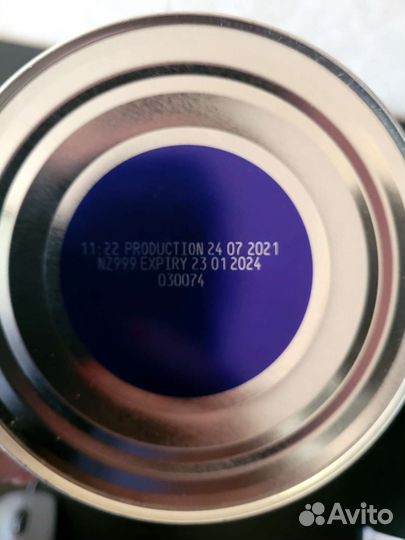 11:22 PRODUCTION 24 07 2021
NZ999 EXPIRY 23 01 2024
030074
Avito